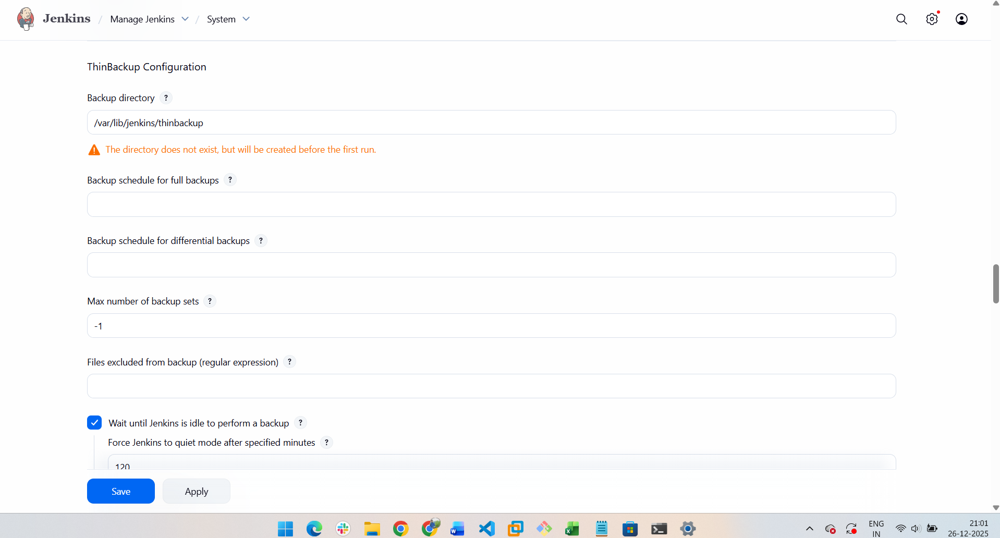 Jenkins / Manage Jenkins / System
ThinBackup Configuration
Backup directory ?
/var/lib/jenkins/thinbackup
The directory does not exist, but will be created before the first run.
Backup schedule for full backups ?
Backup schedule for differential backups ?
Max number of backup sets ?
-1
Files excluded from backup (regular expression) ?
Wait until Jenkins is idle to perform a backup ?
Force Jenkins to quiet mode after specified minutes ?
120
Save Apply
ENG 21:01
IN 26-12-2025